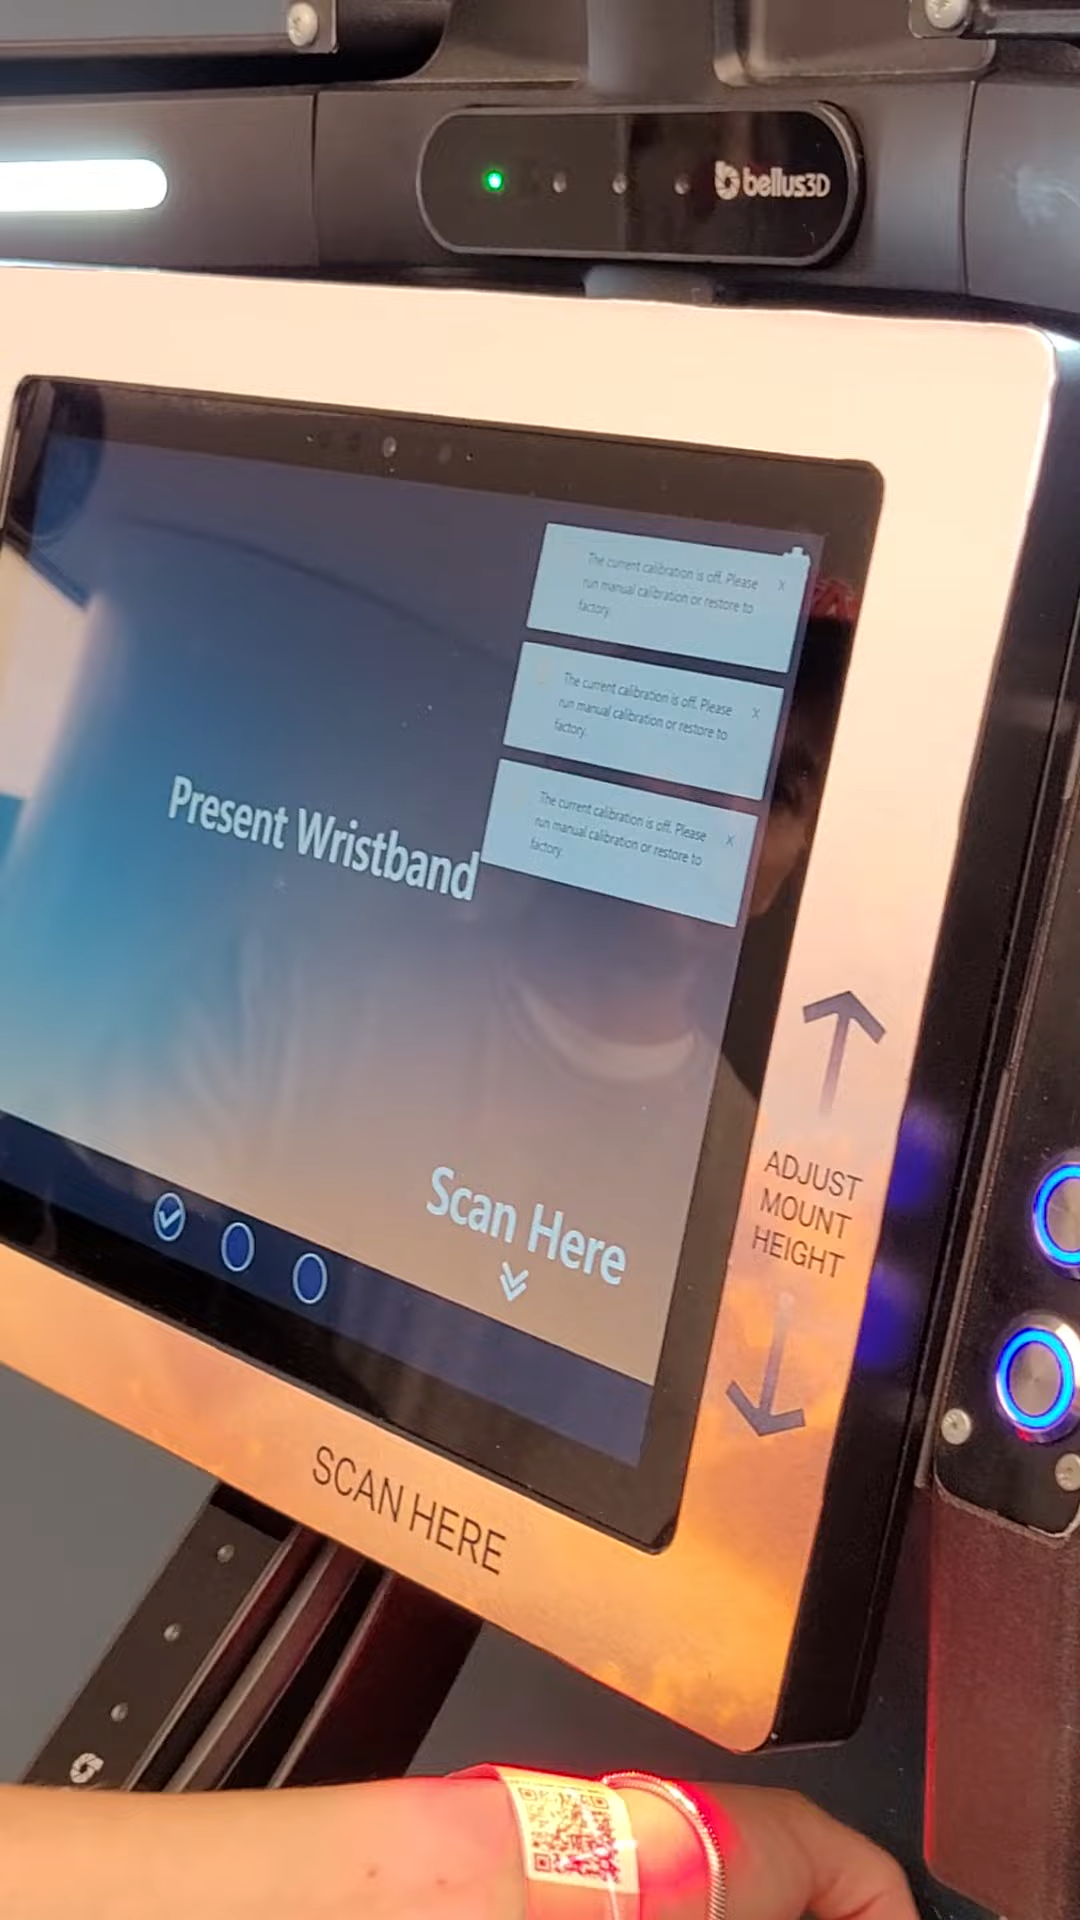 bellus3D
The current calibration is off. Please
run manual calibration or restore to
factory.
X
The current calibration is off. Please
run manual calibration or restore to
factory.
X
The current calibration is off. Please
run manual calibration or restore to
factory.
X
Present Wristband
Scan Here
ADJUST
MOUNT
HEIGHT
SCAN HERE